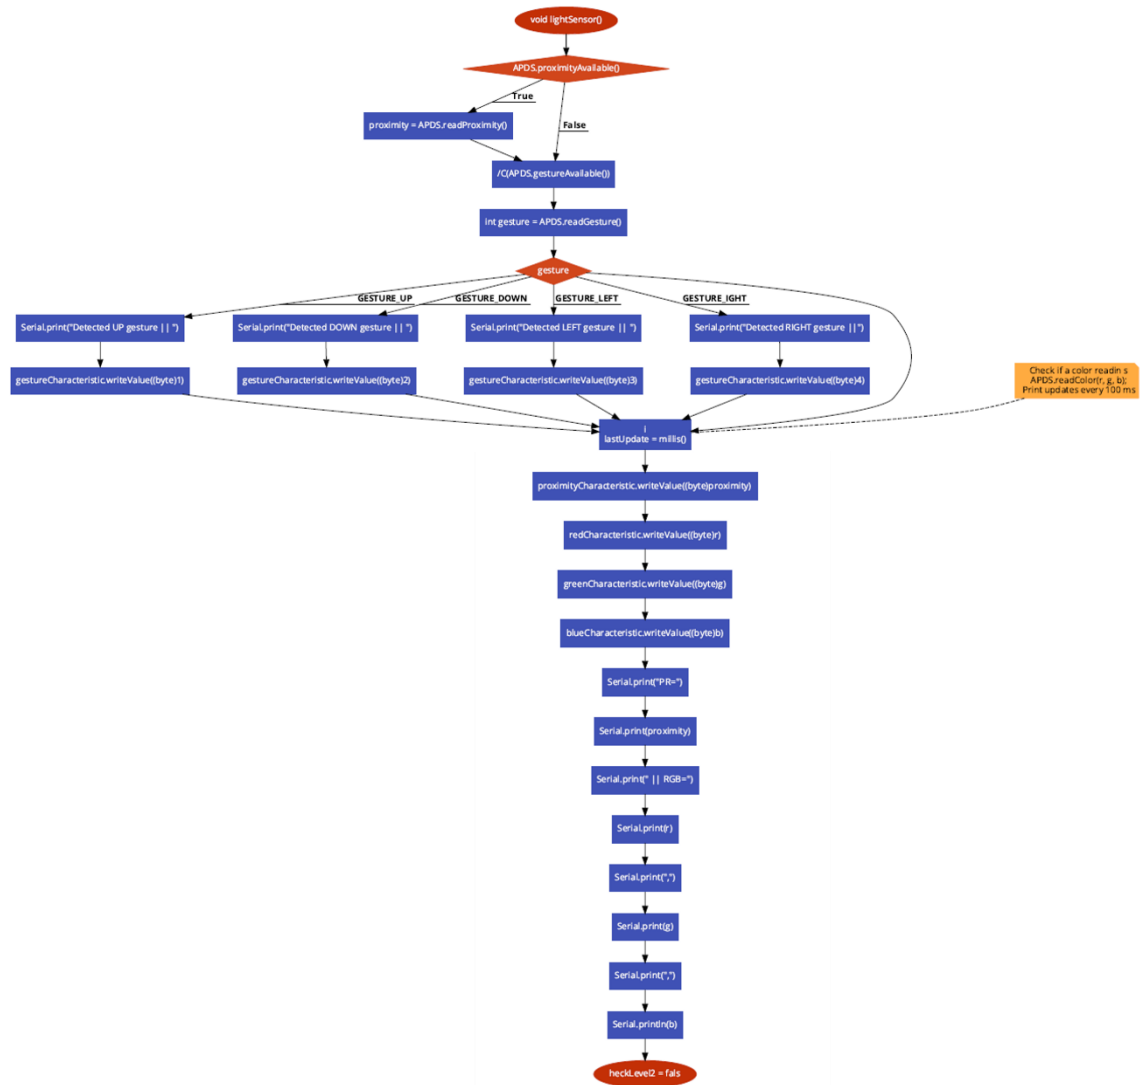 void lightSensor()
APDS.proximityAvailable()
True
proximity = APDS.readProximity()
False
/C(APDS.gestureAvailable())
int gesture = APDS.readGesture()
gesture
GESTURE_UP
GESTURE_DOWN
GESTURE_LEFT
GESTURE_IGHT
Serial.print("Detected UP gesture || ")
Serial.print("Detected DOWN gesture || ")
Serial.print("Detected LEFT gesture || ")
Serial.print("Detected RIGHT gesture ||")
gestureCharacteristic.writeValue((byte)1)
gestureCharacteristic.writeValue((byte)2)
gestureCharacteristic.writeValue((byte)3)
gestureCharacteristic.writeValue((byte)4)
Check if a color readin s
APDS.readColor(r, g, b);
Print updates every 100 ms
i
lastUpdate = millis()
proximityCharacteristic.writeValue((byte)proximity)
redCharacteristic.writeValue((byte)r)
greenCharacteristic.writeValue((byte)g)
blueCharacteristic.writeValue((byte)b)
Serial.print("PR=")
Serial.print(proximity)
Serial.print(" || RGB=")
Serial.print(r)
Serial.print(",")
Serial.print(g)
Serial.print(",")
Serial.println(b)
heckLevel2 = fals